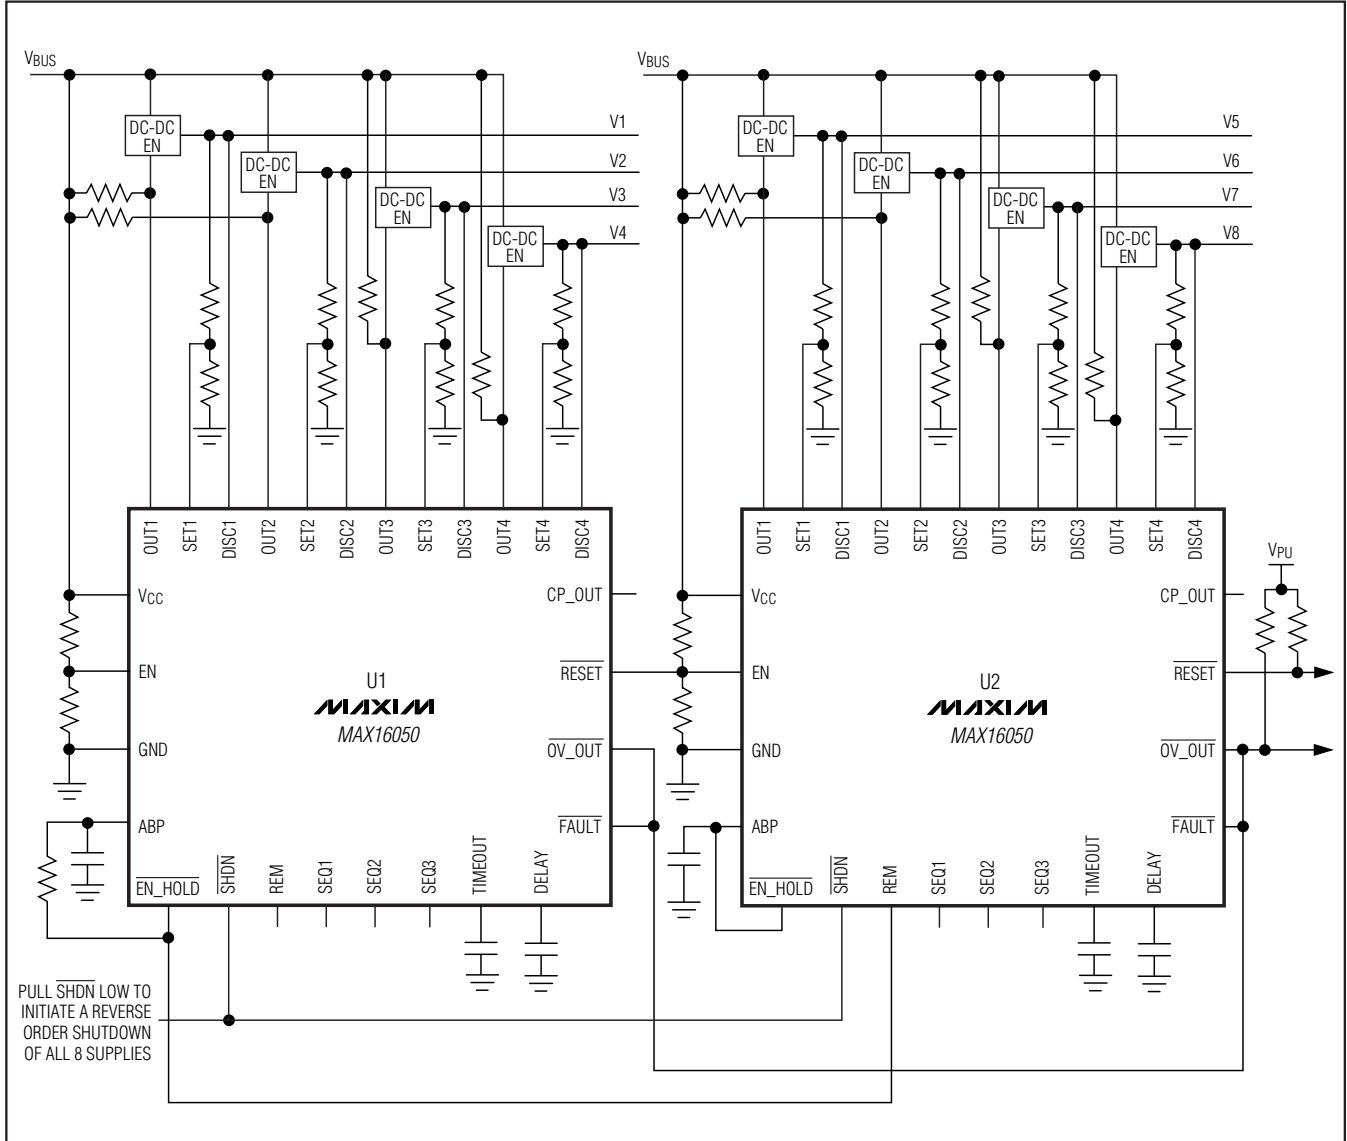 VBUS
VBUS
DC-DC
EN
V1
DC-DC
EN
V2
DC-DC
EN
V3
DC-DC
EN
V4
DC-DC
EN
V5
DC-DC
EN
V6
DC-DC
EN
V7
DC-DC
EN
V8
OUT1
SET1
DISC1
OUT2
SET2
DISC2
OUT3
SET3
DISC3
OUT4
SET4
DISC4
VCC
CP_OUT
EN
RESET
U1
MAXIM
MAX16050
GND
OV_OUT
ABP
FAULT
EN_HOLD
SHDN
REM
SEQ1
SEQ2
SEQ3
TIMEOUT
DELAY
OUT1
SET1
DISC1
OUT2
SET2
DISC2
OUT3
SET3
DISC3
OUT4
SET4
DISC4
VPU
VCC
CP_OUT
EN
RESET
U2
MAXIM
MAX16050
GND
OV_OUT
ABP
FAULT
EN_HOLD
SHDN
REM
SEQ1
SEQ2
SEQ3
TIMEOUT
DELAY
PULL SHDN LOW TO
INITIATE A REVERSE
ORDER SHUTDOWN
OF ALL 8 SUPPLIES